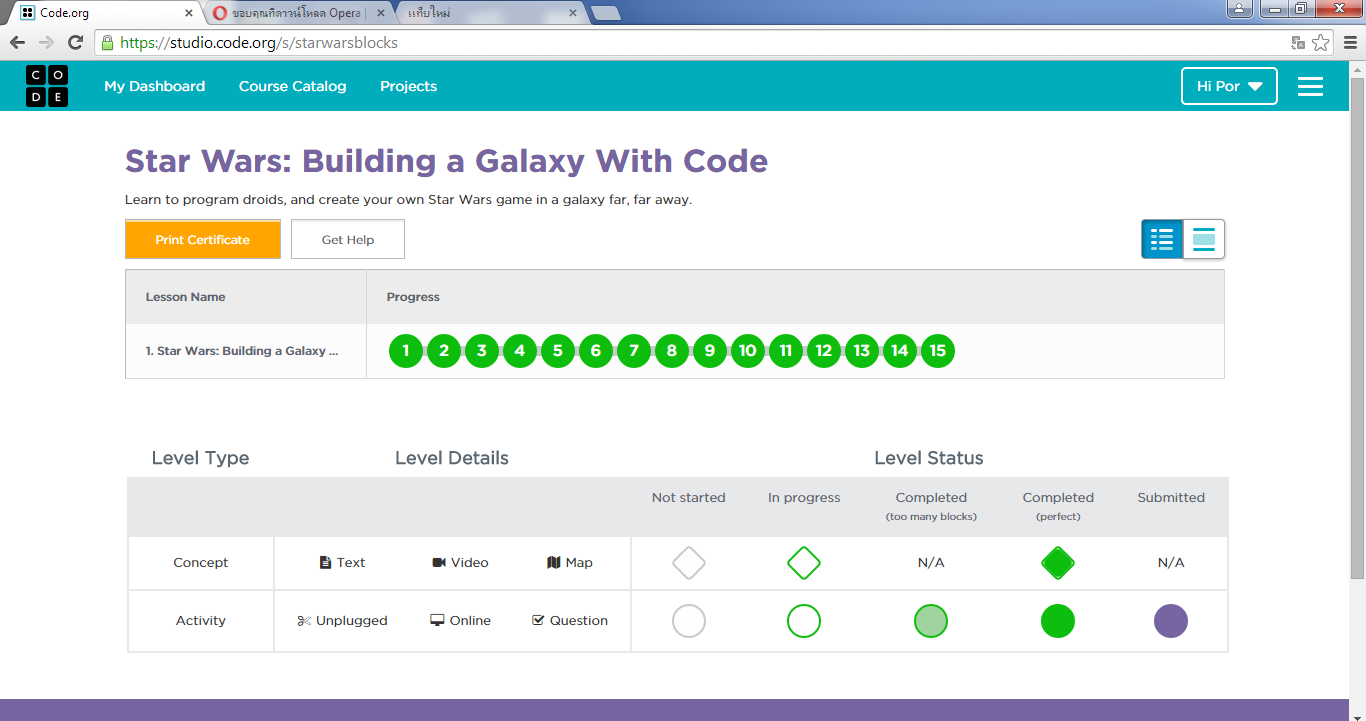 Code.org
ขอบคุณที่ดาวน์โหลด Opera |
แท็บใหม่
https://studio.code.org/s/starwarsblocks
C O
D E
My Dashboard
Course Catalog
Projects
Hi Por
Star Wars: Building a Galaxy With Code
Learn to program droids, and create your own Star Wars game in a galaxy far, far away.
Print Certificate
Get Help
Lesson Name
Progress
1. Star Wars: Building a Galaxy ...
1 2 3 4 5 6 7 8 9 10 11 12 13 14 15
Level Type
Level Details
Level Status
Not started
In progress
Completed
(too many blocks)
Completed
(perfect)
Submitted
Concept
Text
Video
Map
N/A
N/A
Activity
Unplugged
Online
Question